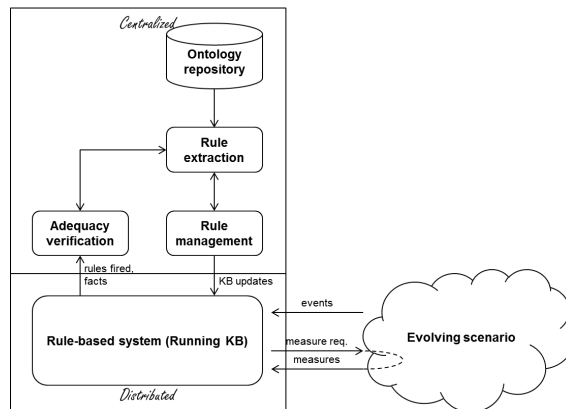 Centralized
Ontology
repository
Rule
extraction
Adequacy
verification
Rule
management
rules fired,
facts
KB updates
events
Rule-based system (Running KB)
measure req.
Evolving scenario
measures
Distributed